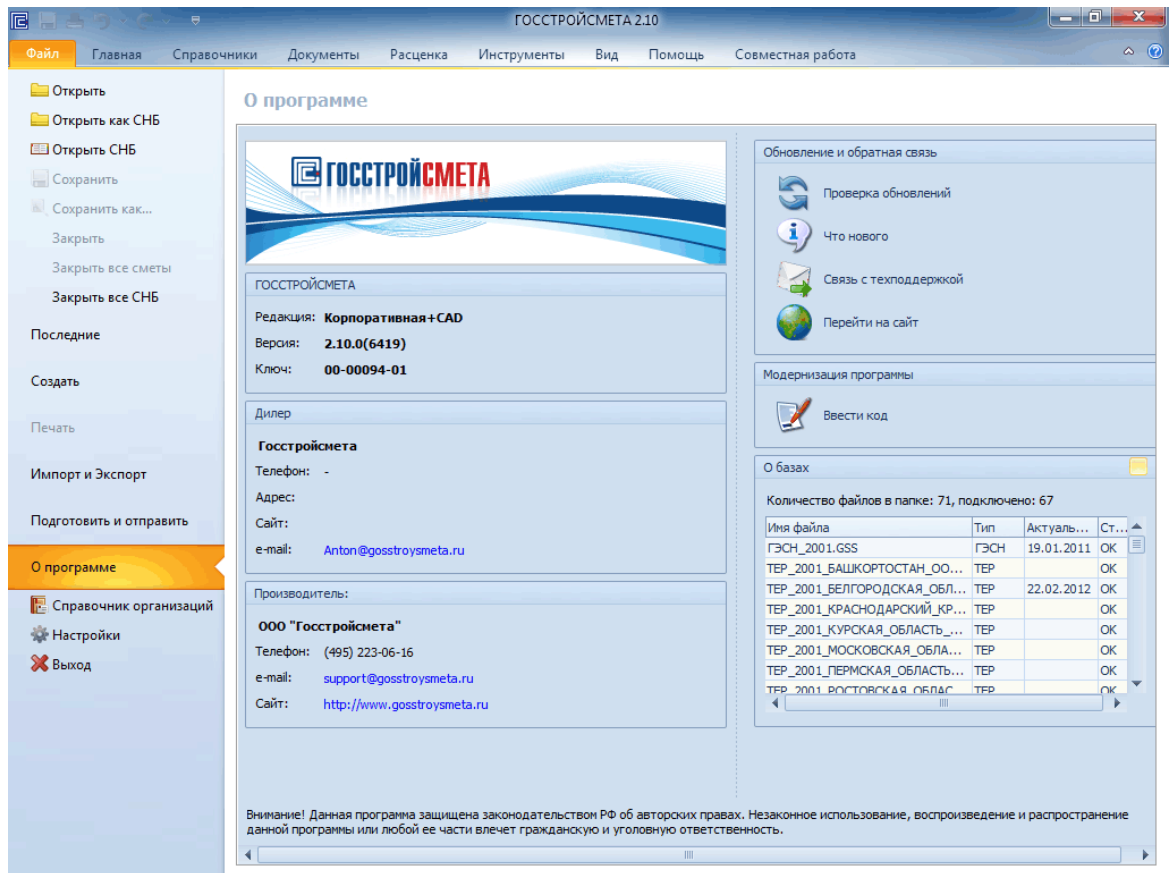 ГОССТРОЙСМЕТА 2.10
Файл Главная Справочники Документы Расценка Инструменты Вид Помощь Совместная работа
Открыть
Открыть как СНБ
Открыть СНБ
Сохранить
Сохранить как...
Закрыть
Закрыть все сметы
Закрыть все СНБ
Последние
Создать
Печать
Импорт и Экспорт
Подготовить и отправить
О программе
Справочник организаций
Настройки
Выход
О программе
ГОССТРОЙСМЕТА
ГОССТРОЙСМЕТА
Редакция: Корпоративная+CAD
Версия: 2.10.0(6419)
Ключ: 00-00094-01
Дилер
Госстройсмета
Телефон: -
Адрес:
Сайт:
e-mail: Anton@gosstroysmeta.ru
Производитель:
ООО "Госстройсмета"
Телефон: (495) 223-06-16
e-mail: support@gosstroysmeta.ru
Сайт: http://www.gosstroysmeta.ru
Обновление и обратная связь
Проверка обновлений
Что нового
Связь с техподдержкой
Перейти на сайт
Модернизация программы
Ввести код
О базах
Количество файлов в папке: 71, подключено: 67
Имя файла Тип Актуаль... Ст...
ГЭСН_2001.GSS ГЭСН 19.01.2011 OK
ТЕР_2001_БАШКОРТОСТАН_ОО... ТЕР OK
ТЕР_2001_БЕЛГОРОДСКАЯ_ОБЛ... ТЕР 22.02.2012 OK
ТЕР_2001_КРАСНОДАРСКИЙ_КР... ТЕР OK
ТЕР_2001_КУРСКАЯ_ОБЛАСТЬ_... ТЕР OK
ТЕР_2001_МОСКОВСКАЯ_ОБЛА... ТЕР OK
ТЕР_2001_ПЕРМСКАЯ_ОБЛАСТЬ... ТЕР OK
ТЕР_2001_РОСТОВСКАЯ_ОБЛАС... ТЕР OK
Внимание! Данная программа защищена законодательством РФ об авторских правах. Незаконное использование, воспроизведение и распространение
данной программы или любой ее части влечет гражданскую и уголовную ответственность.